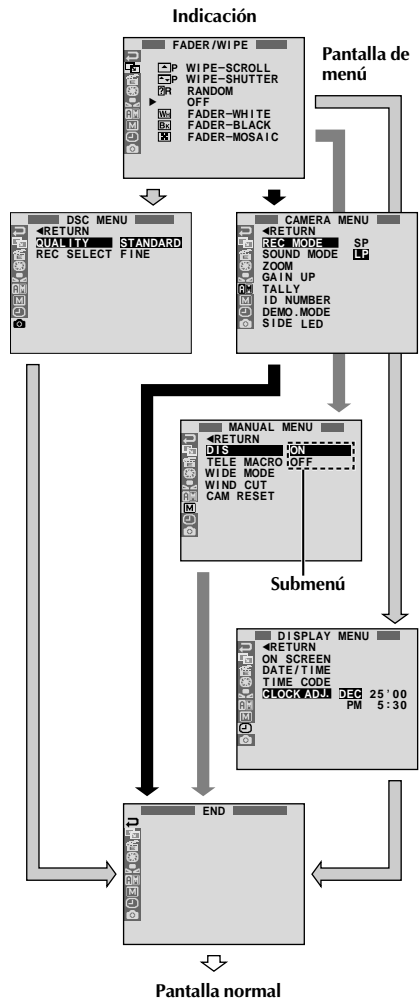 Indicación
FADER/WIPE
P WIPE–SCROLL
P WIPE–SHUTTER
?R RANDOM
OFF
WH FADER–WHITE
BK FADER–BLACK
FADER–MOSAIC
Pantalla de
menú
DSC MENU
RETURN
QUALITY STANDARD
REC SELECT FINE
CAMERA MENU
RETURN
REC MODE SP
SOUND MODE LP
ZOOM
GAIN UP
TALLY
ID NUMBER
DEMO.MODE
SIDE LED
MANUAL MENU
RETURN
DIS ON
TELE MACRO OFF
WIDE MODE
WIND CUT
CAM RESET
Submenú
DISPLAY MENU
RETURN
ON SCREEN
DATE/TIME
TIME CODE
CLOCK ADJ. DEC 25'00
PM 5:30
END
Pantalla normal